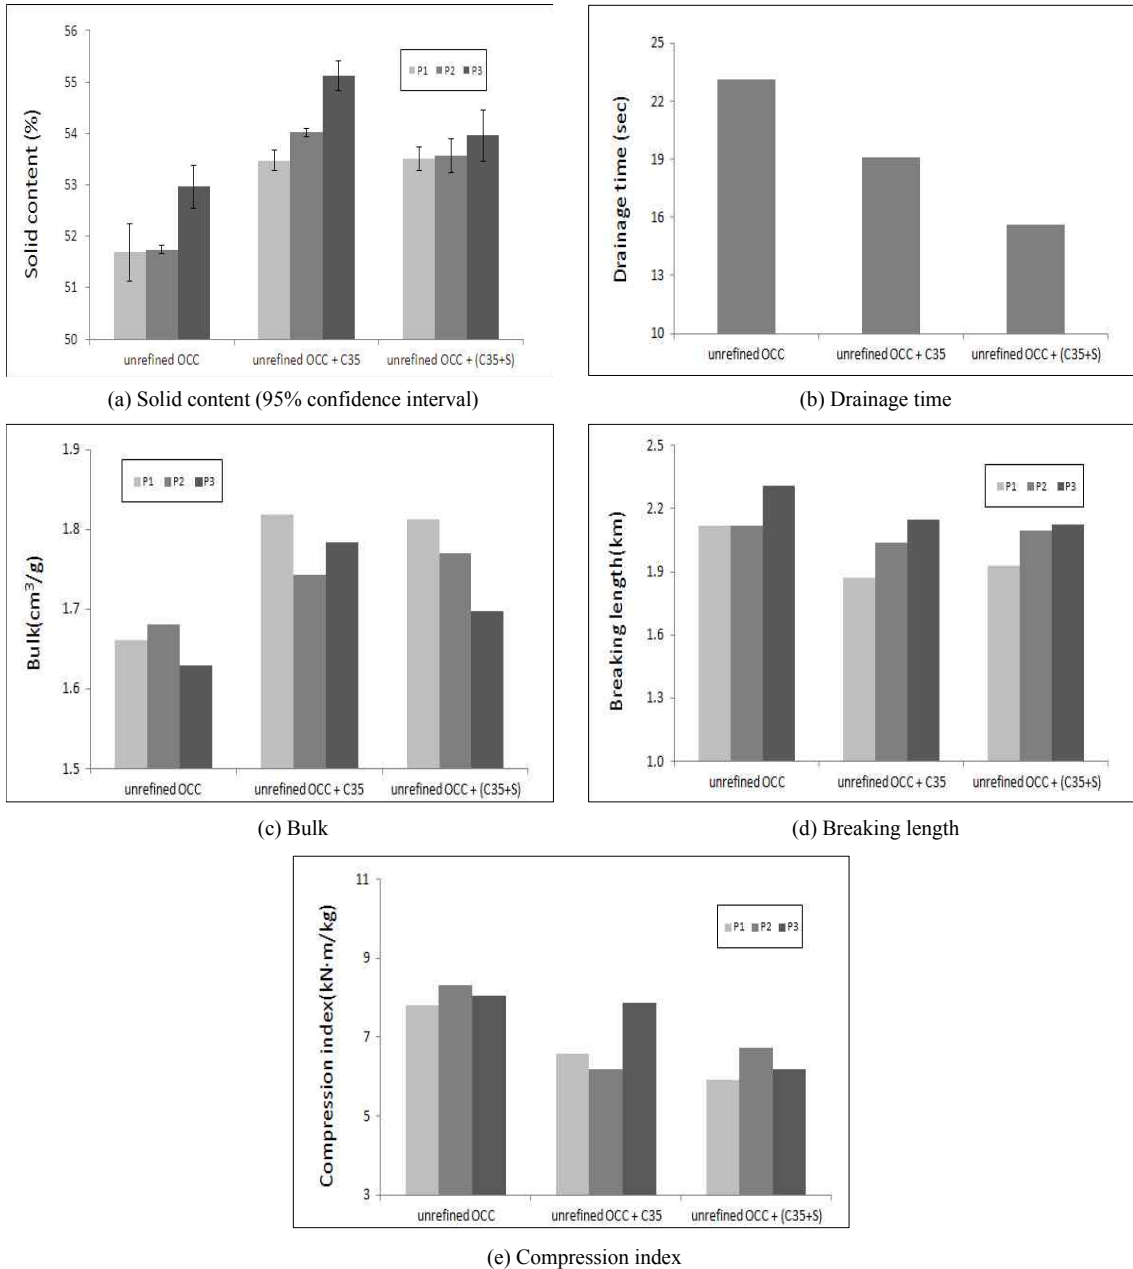 Solid content (%)
56
55
54
53
52
51
50
P1 P2 P3
unrefined OCC unrefined OCC + C35 unrefined OCC + (C35+S)
(a) Solid content (95% confidence interval)
Drainage time (sec)
25
22
19
16
13
10
unrefined OCC unrefined OCC + C35 unrefined OCC + (C35+S)
(b) Drainage time
Bulk(cm³/g)
1.9
1.8
1.7
1.6
1.5
P1 P2 P3
unrefined OCC unrefined OCC + C35 unrefined OCC + (C35+S)
(c) Bulk
Breaking length(km)
2.5
2.2
1.9
1.6
1.3
1.0
P1 P2 P3
unrefined OCC unrefined OCC + C35 unrefined OCC + (C35+S)
(d) Breaking length
Compression index(kN·m/kg)
11
9
7
5
3
P1 P2 P3
unrefined OCC unrefined OCC + C35 unrefined OCC + (C35+S)
(e) Compression index